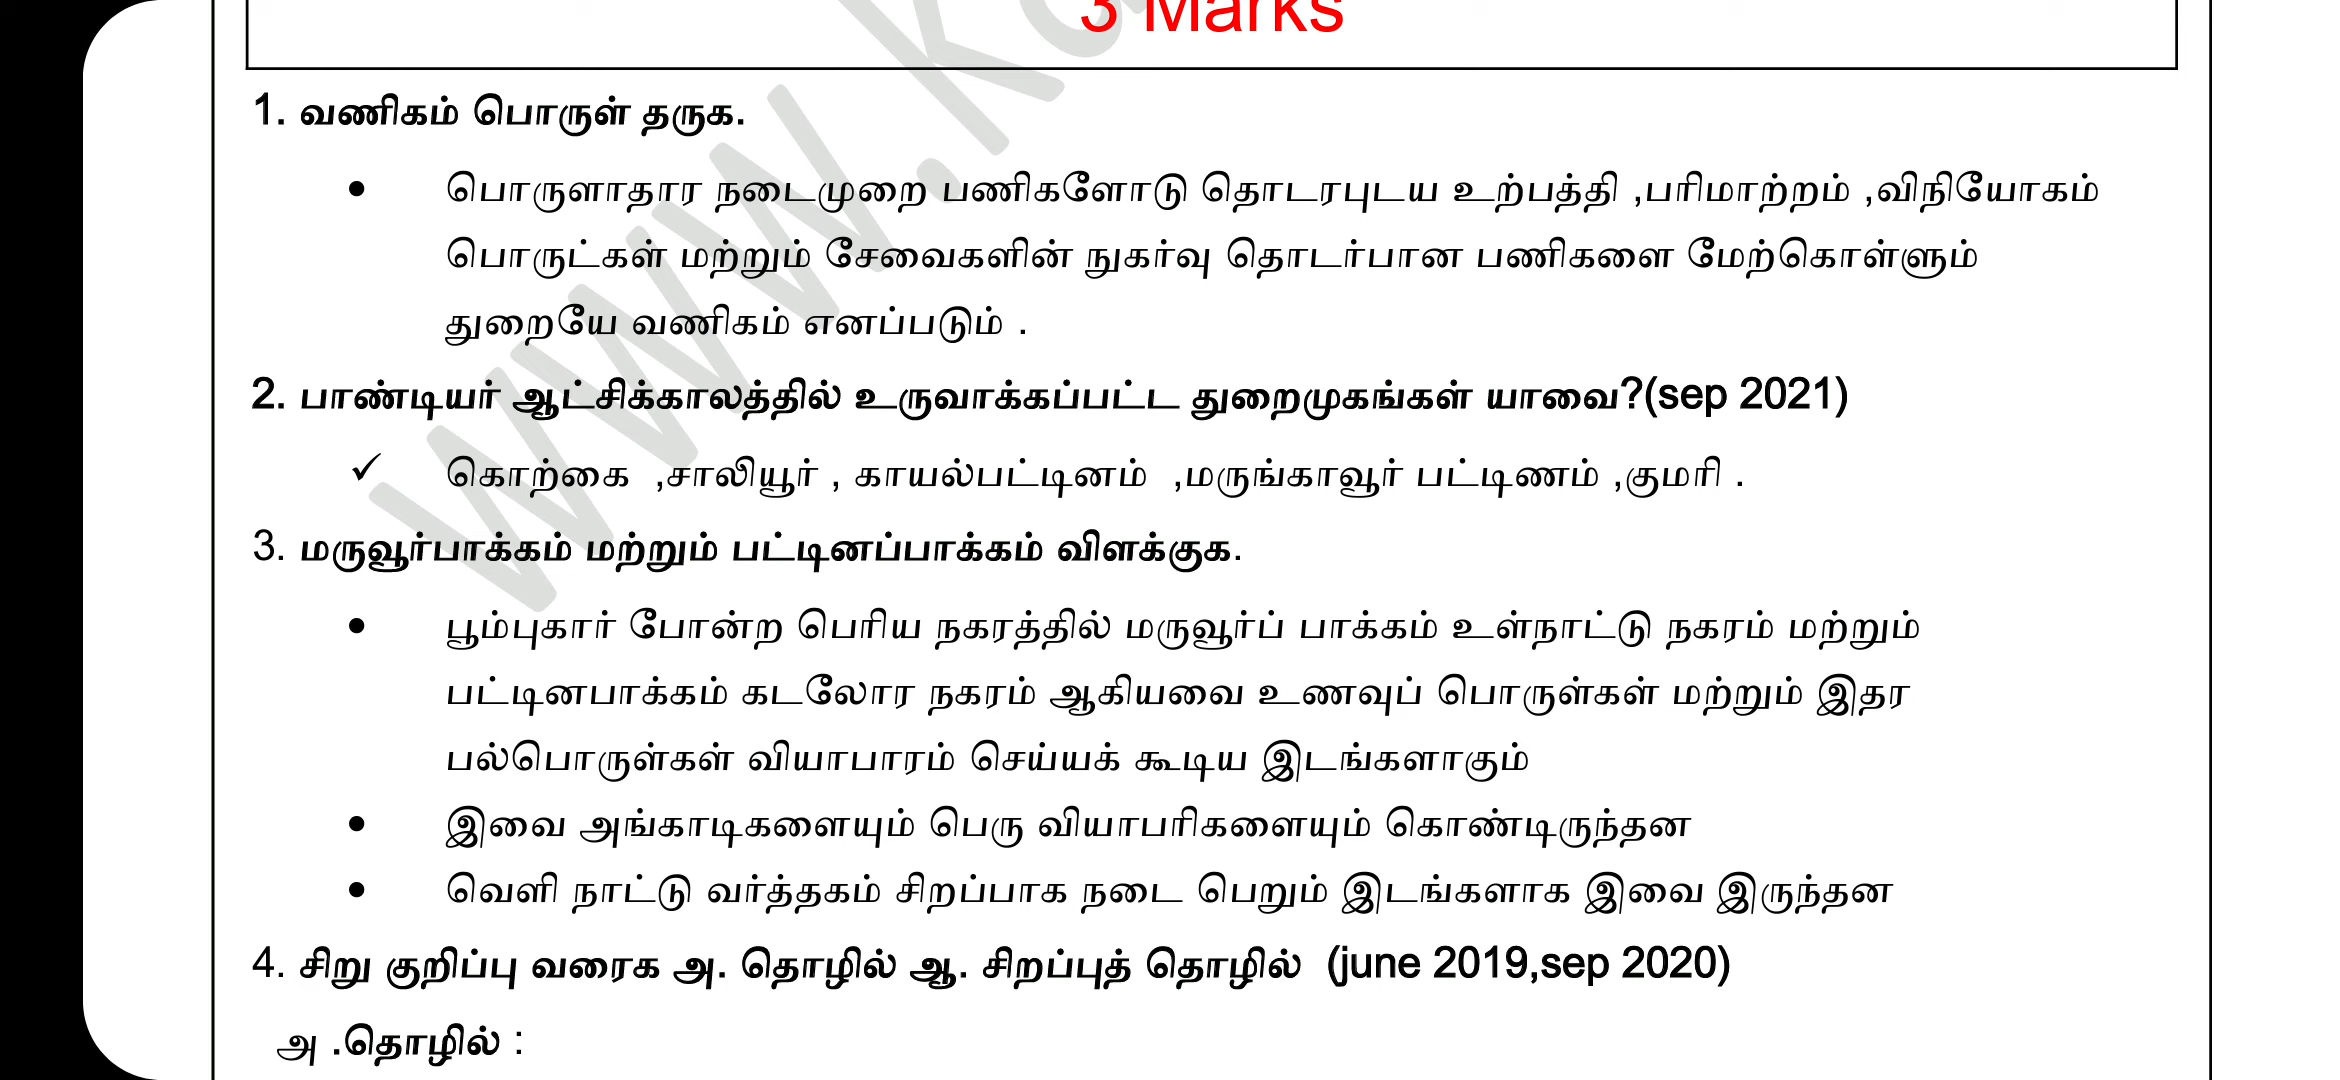 3 Marks
1. வணிகம் பொருள் தருக.
• பொருளாதார நடைமுறை பணிகளோடு தொடரபுடய உற்பத்தி ,பரிமாற்றம் ,விநியோகம்
பொருட்கள் மற்றும் சேவைகளின் நுகர்வு தொடர்பான பணிகளை மேற்கொள்ளும்
துறையே வணிகம் எனப்படும் .
2. பாண்டியர் ஆட்சிக்காலத்தில் உருவாக்கப்பட்ட துறைமுகங்கள் யாவை?(sep 2021)
✓ கொற்கை ,சாலியூர் , காயல்பட்டினம் ,மருங்காவூர் பட்டிணம் ,குமரி .
3. மருவூர்பாக்கம் மற்றும் பட்டினப்பாக்கம் விளக்குக.
• பூம்புகார் போன்ற பெரிய நகரத்தில் மருவூர்ப் பாக்கம் உள்நாட்டு நகரம் மற்றும்
பட்டினபாக்கம் கடலோர நகரம் ஆகியவை உணவுப் பொருள்கள் மற்றும் இதர
பல்பொருள்கள் வியாபாரம் செய்யக் கூடிய இடங்களாகும்
• இவை அங்காடிகளையும் பெரு வியாபரிகளையும் கொண்டிருந்தன
• வெளி நாட்டு வர்த்தகம் சிறப்பாக நடை பெறும் இடங்களாக இவை இருந்தன
4. சிறு குறிப்பு வரைக அ. தொழில் ஆ. சிறப்புத் தொழில் (june 2019,sep 2020)
அ .தொழில் :